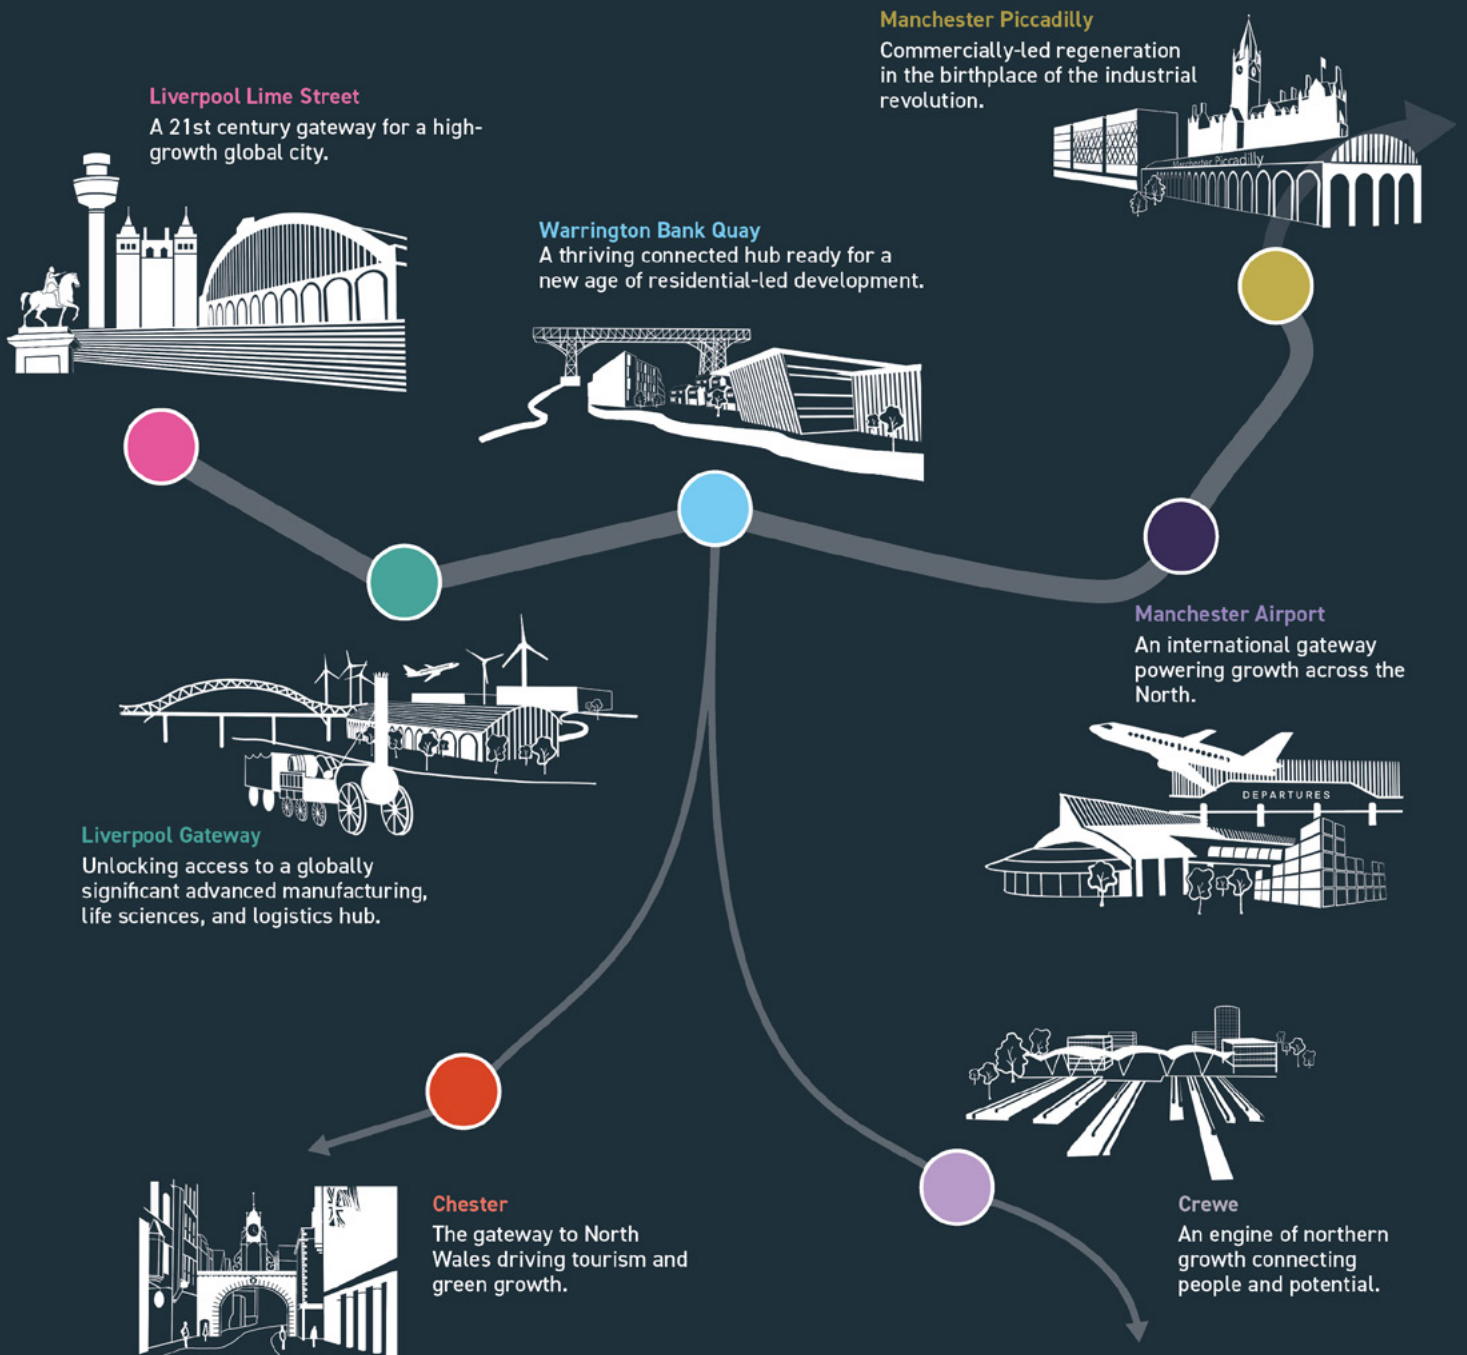 Manchester Piccadilly
Commercially-led regeneration
in the birthplace of the industrial
revolution.
Manchester Piccadilly
Liverpool Lime Street
A 21st century gateway for a high-
growth global city.
Warrington Bank Quay
A thriving connected hub ready for a
new age of residential-led development.
Manchester Airport
An international gateway
powering growth across the
North.
DEPARTURES
Liverpool Gateway
Unlocking access to a globally
significant advanced manufacturing,
life sciences, and logistics hub.
Chester
The gateway to North
Wales driving tourism and
green growth.
Crewe
An engine of northern
growth connecting
people and potential.